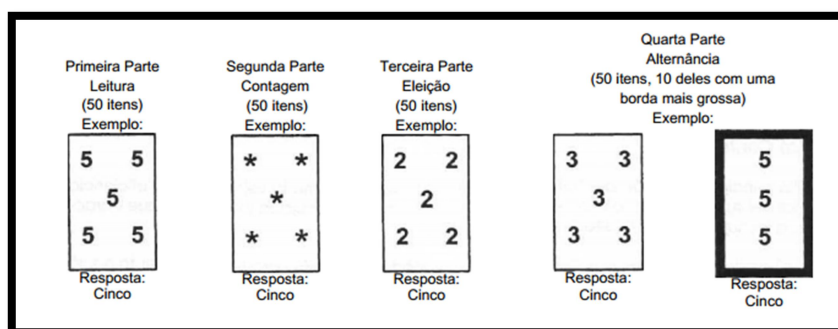 Primeira Parte
Leitura
(50 itens)
Exemplo:
5 5
5
5 5
Resposta:
Cinco
Segunda Parte
Contagem
(50 itens)
Exemplo:
* *
*
* *
Resposta:
Cinco
Terceira Parte
Eleição
(50 itens)
Exemplo:
2 2
2
2 2
Resposta:
Cinco
Quarta Parte
Alternância
(50 itens, 10 deles com uma
borda mais grossa)
Exemplo:
3 3
3
3 3
Resposta:
Cinco
5
5
5
Resposta:
Cinco